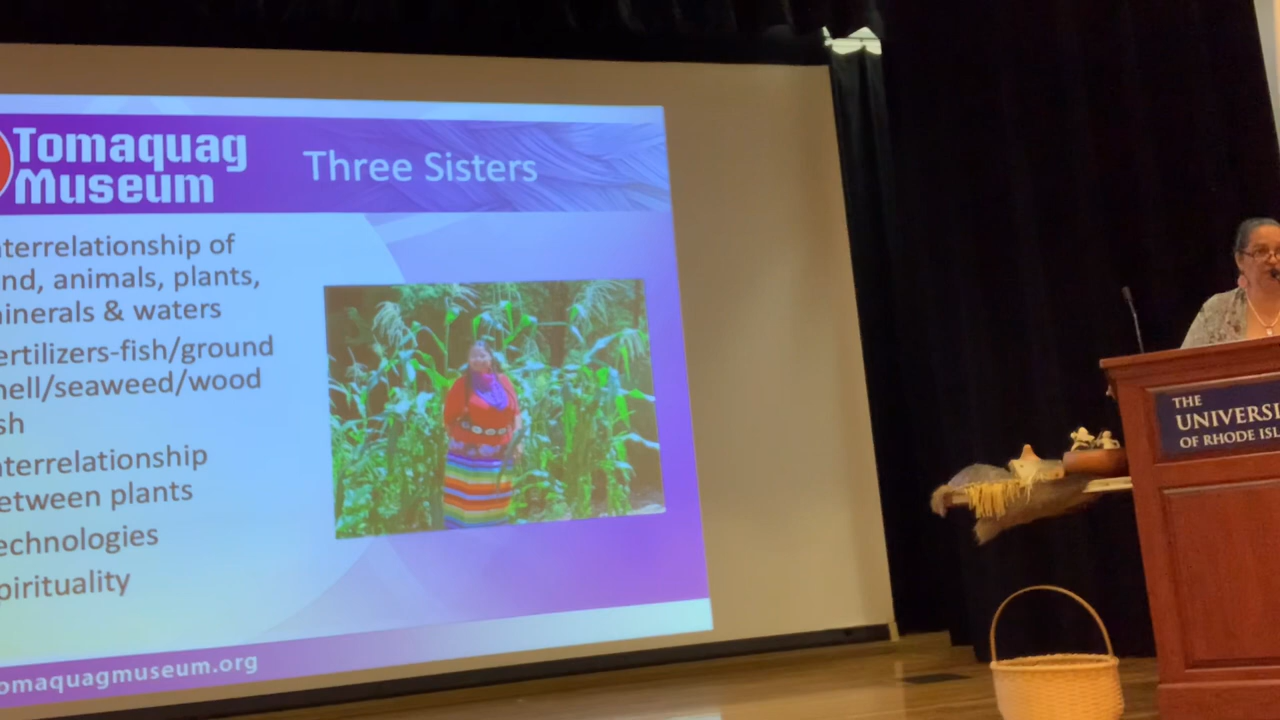 Tomaquag
Museum
Three Sisters
nterrelationship of
nd, animals, plants,
inerals & waters
ertilizers-fish/ground
hell/seaweed/wood
sh
nterrelationship
etween plants
echnologies
pirituality
omaquagmuseum.org
THE
UNIVERSI
OF RHODE ISL